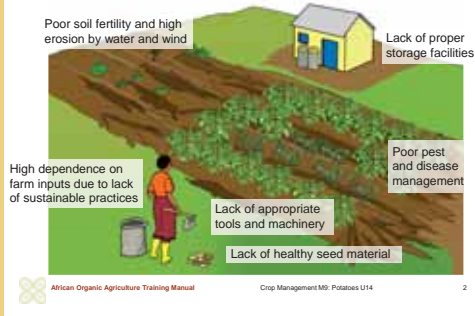 Poor soil fertility and high
erosion by water and wind
Lack of proper
storage facilities
Poor pest
and disease
management
High dependence on
farm inputs due to lack
of sustainable practices
Lack of appropriate
tools and machinery
Lack of healthy seed material
African Organic Agriculture Training Manual
Crop Management M9: Potatoes U14
2